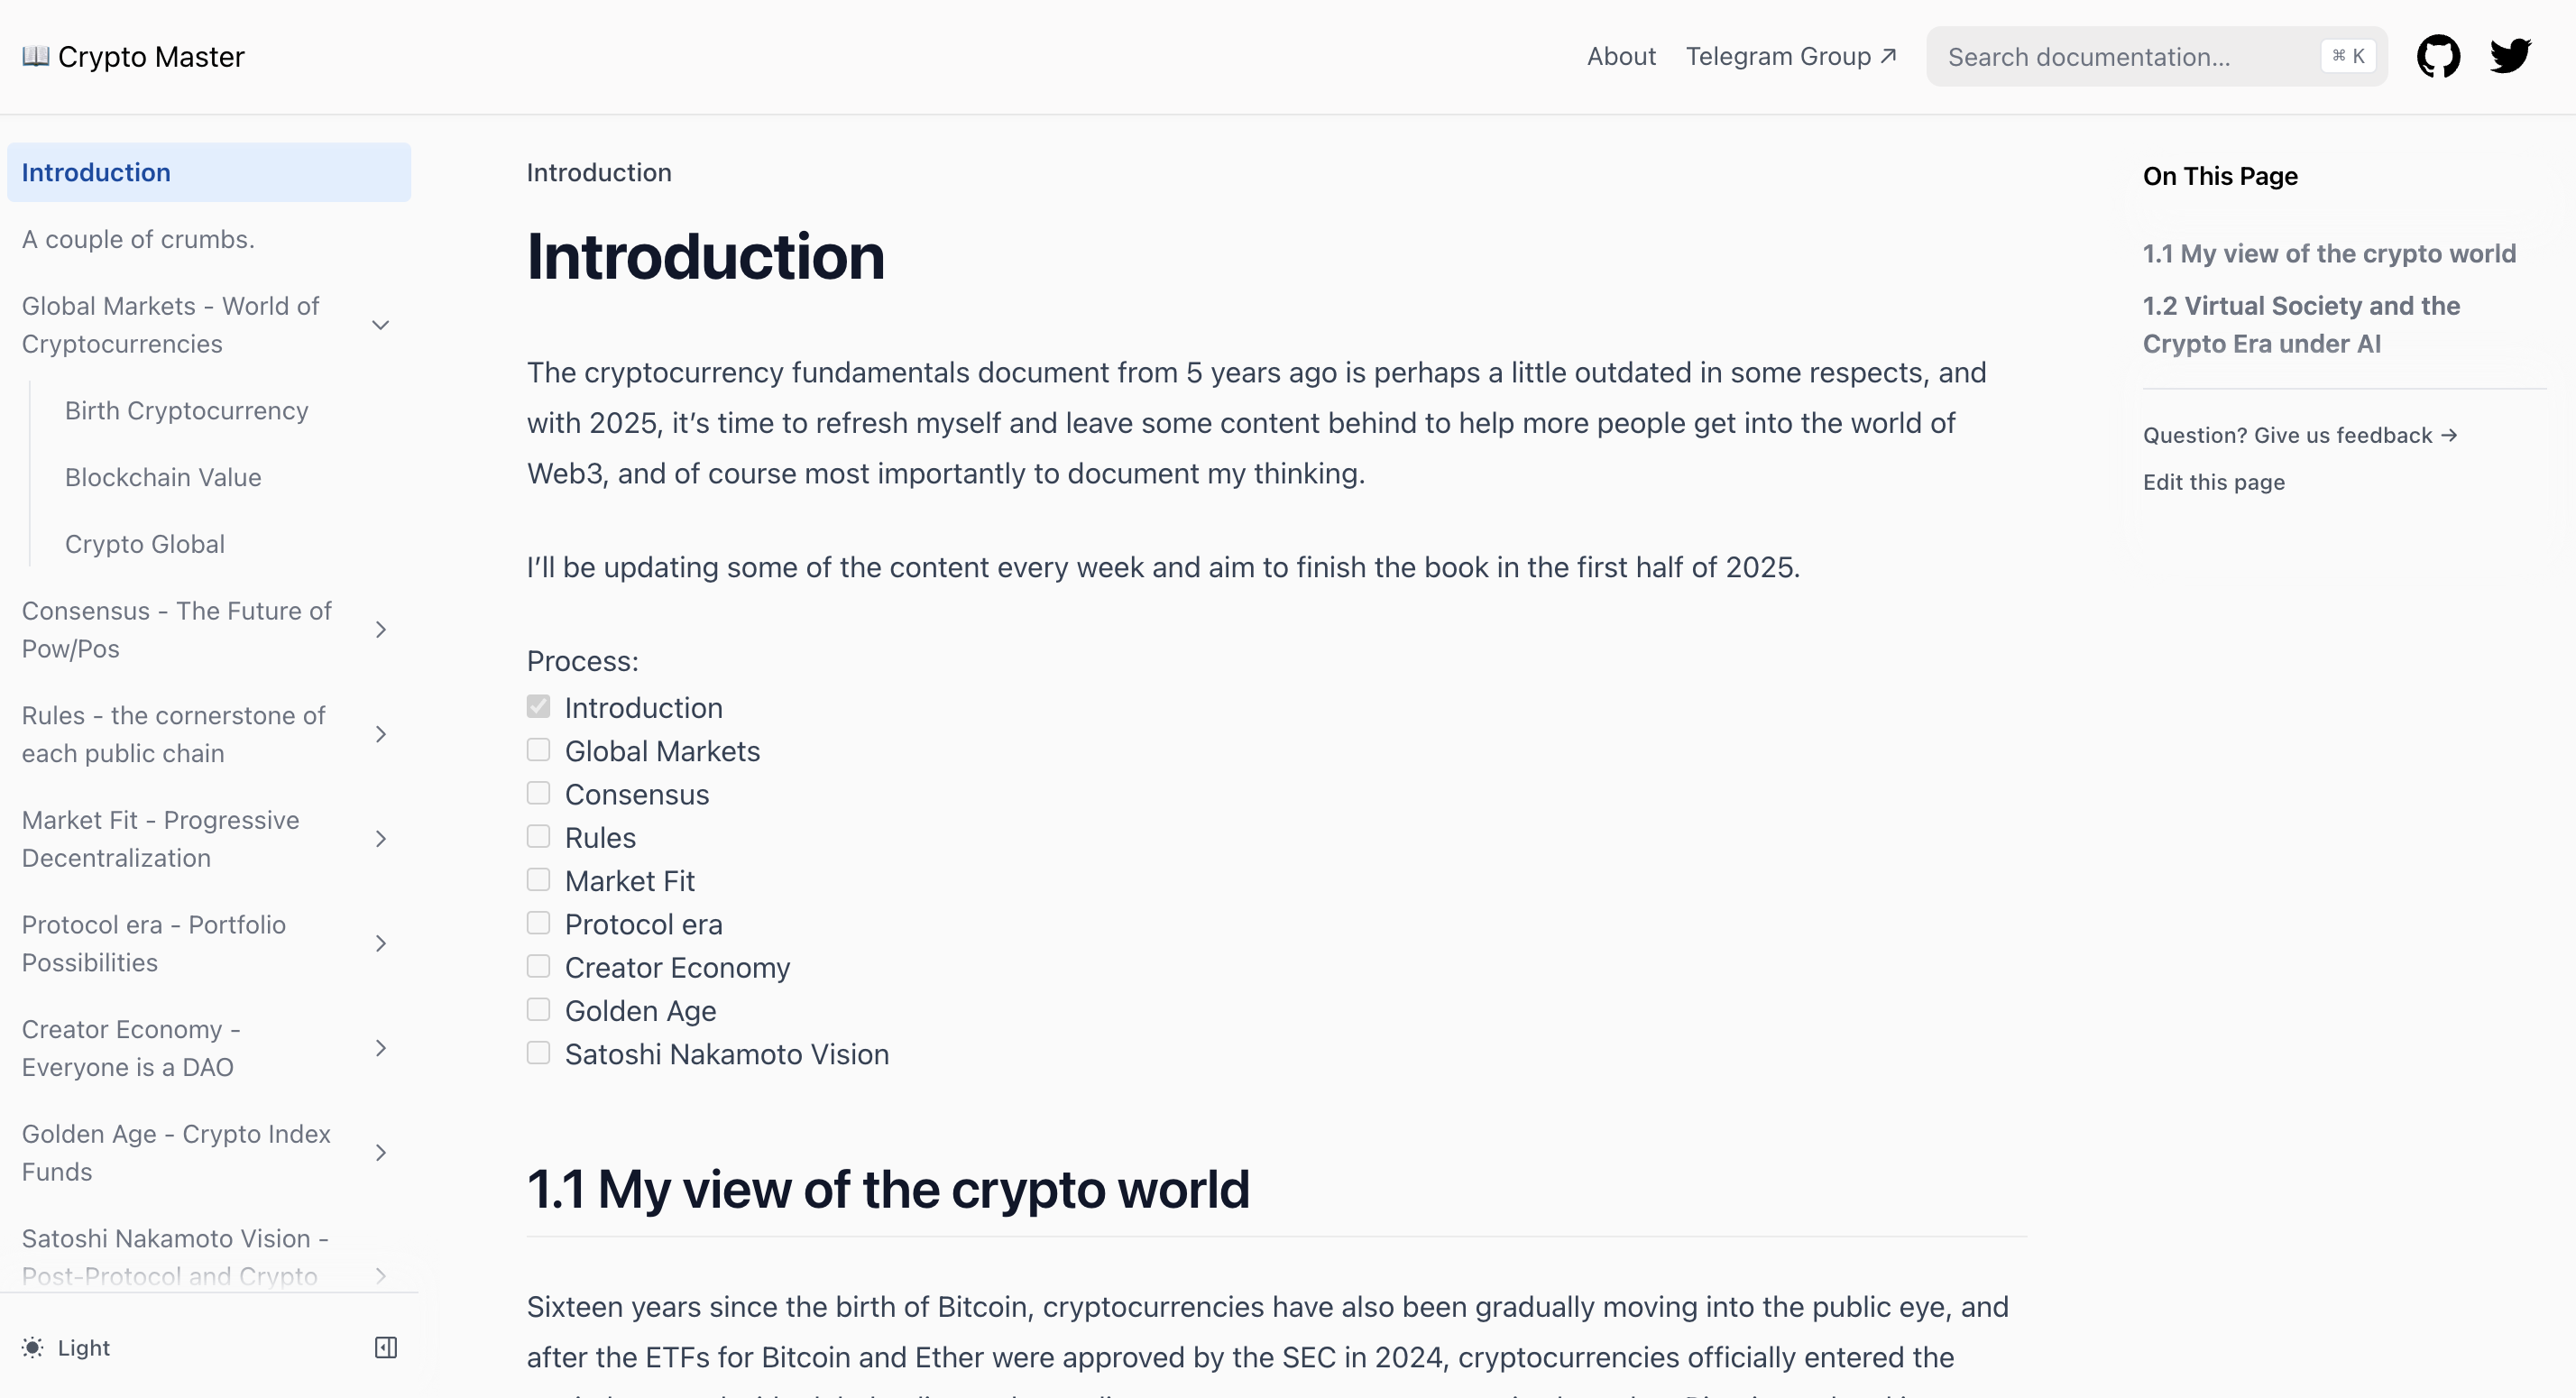 Crypto Master
About
Telegram Group
Search documentation...
⌘ K
Introduction
A couple of crumbs.
Global Markets - World of
Cryptocurrencies
Birth Cryptocurrency
Blockchain Value
Crypto Global
Consensus - The Future of
Pow/Pos
Rules - the cornerstone of
each public chain
Market Fit - Progressive
Decentralization
Protocol era - Portfolio
Possibilities
Creator Economy -
Everyone is a DAO
Golden Age - Crypto Index
Funds
Satoshi Nakamoto Vision -
Post-Protocol and Crypto
Light
Introduction
Introduction
The cryptocurrency fundamentals document from 5 years ago is perhaps a little outdated in some respects, and
with 2025, it’s time to refresh myself and leave some content behind to help more people get into the world of
Web3, and of course most importantly to document my thinking.
I’ll be updating some of the content every week and aim to finish the book in the first half of 2025.
Process:
Introduction
Global Markets
Consensus
Rules
Market Fit
Protocol era
Creator Economy
Golden Age
Satoshi Nakamoto Vision
1.1 My view of the crypto world
Sixteen years since the birth of Bitcoin, cryptocurrencies have also been gradually moving into the public eye, and
after the ETFs for Bitcoin and Ether were approved by the SEC in 2024, cryptocurrencies officially entered the
On This Page
1.1 My view of the crypto world
1.2 Virtual Society and the
Crypto Era under AI
Question? Give us feedback →
Edit this page